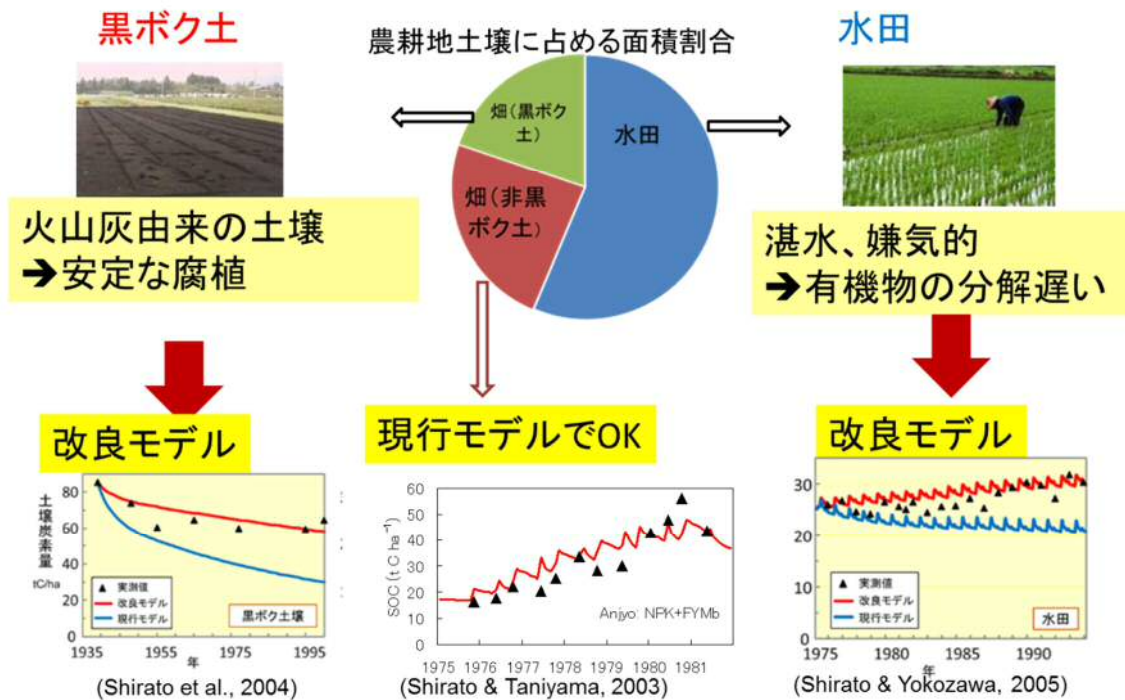 黒ボク土
農耕地土壌に占める面積割合
水田
畑(黒ボク
土)
水田
畑(非黒
ボク土)
火山灰由来の土壌
➔安定な腐植
湛水、嫌気的
➔有機物の分解遅い
改良モデル
現行モデルでOK
改良モデル
土壌炭素量
tC/ha
80
60
40
20
0
▲ 実測値
改良モデル
現行モデル
黒ボク土壌
1935 1955 1975 1995
年
(Shirato et al., 2004)
SOC (t C ha⁻¹)
60
50
40
30
20
10
0
Anjyo: NPK+FYMb
1975 1976 1977 1978 1979 1980 1981
(Shirato & Taniyama, 2003)
30
20
10
0
▲ 実測値
改良モデル
現行モデル
水田
1975 1980 1985 1990
年
(Shirato & Yokozawa, 2005)